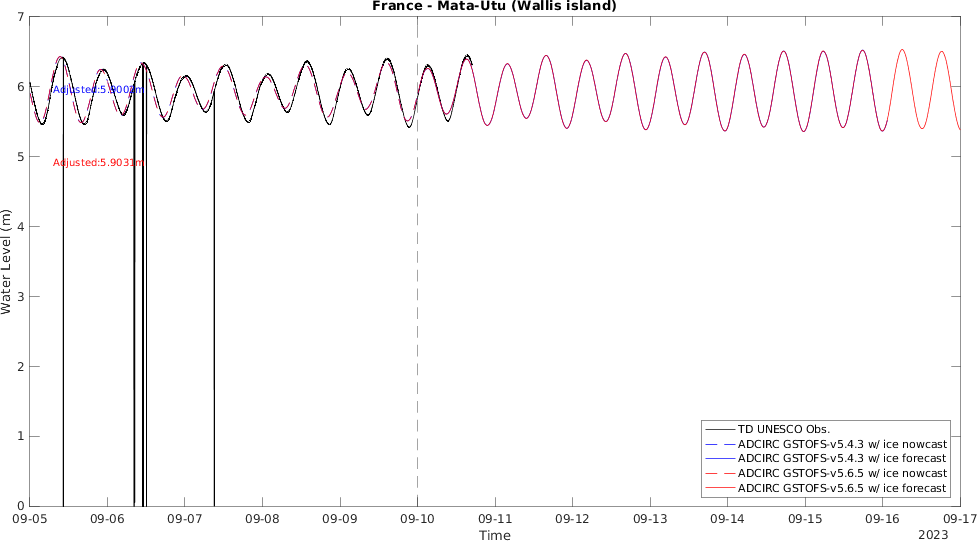 France - Mata-Utu (Wallis island)
7
6
5
4
3
2
1
0
Water Level (m)
Adjusted:5.9002m
Adjusted:5.9031m
TD UNESCO Obs.
ADCIRC GSTOFS-v5.4.3 w/ ice nowcast
ADCIRC GSTOFS-v5.4.3 w/ ice forecast
ADCIRC GSTOFS-v5.6.5 w/ ice nowcast
ADCIRC GSTOFS-v5.6.5 w/ ice forecast
09-05 09-06 09-07 09-08 09-09 09-10 09-11 09-12 09-13 09-14 09-15 09-16 09-17
Time
2023